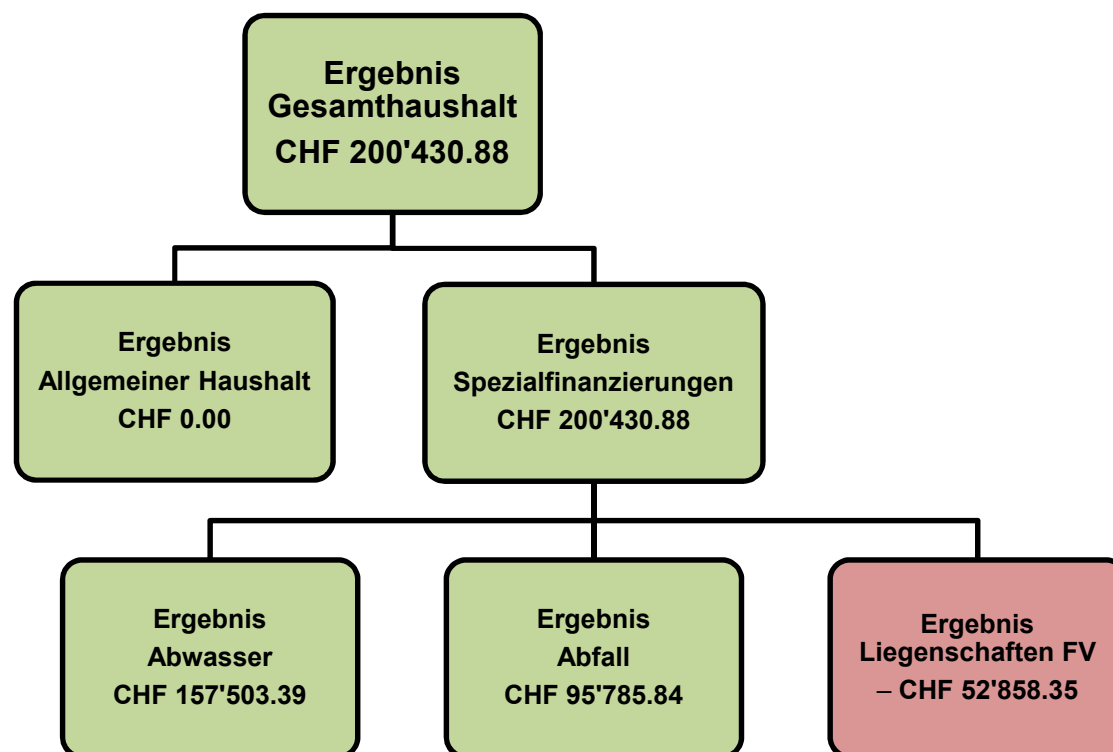 Ergebnis
Gesamthaushalt
CHF 200'430.88
Ergebnis
Allgemeiner Haushalt
CHF 0.00
Ergebnis
Spezialfinanzierungen
CHF 200'430.88
Ergebnis
Abwasser
CHF 157'503.39
Ergebnis
Abfall
CHF 95'785.84
Ergebnis
Liegenschaften FV
– CHF 52'858.35